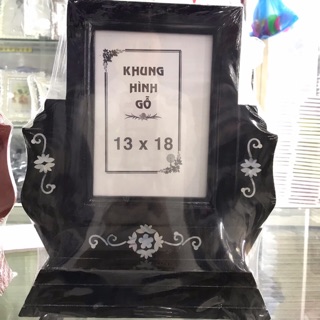 KHUNG
HÌNH
GỖ
13 x 18